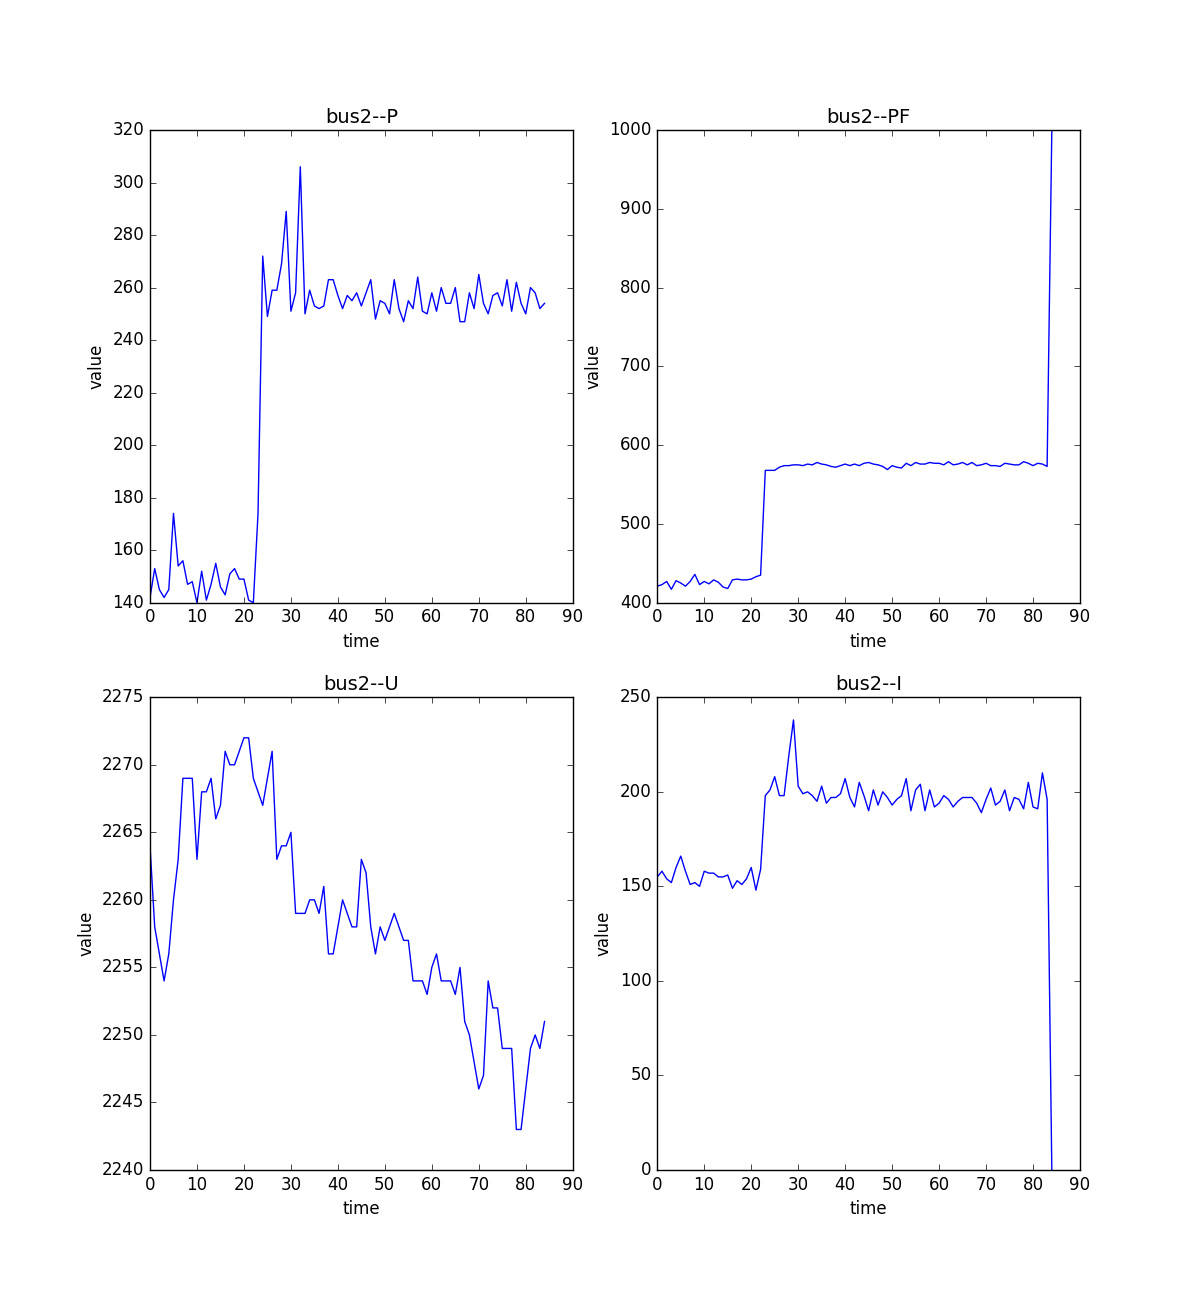 bus2--P
320
300
280
260
240
220
200
180
160
140
value
0 10 20 30 40 50 60 70 80 90
time
bus2--PF
1000
900
800
700
600
500
400
value
0 10 20 30 40 50 60 70 80 90
time
bus2--U
2275
2270
2265
2260
2255
2250
2245
2240
value
0 10 20 30 40 50 60 70 80 90
time
bus2--I
250
200
150
100
50
0
value
0 10 20 30 40 50 60 70 80 90
time